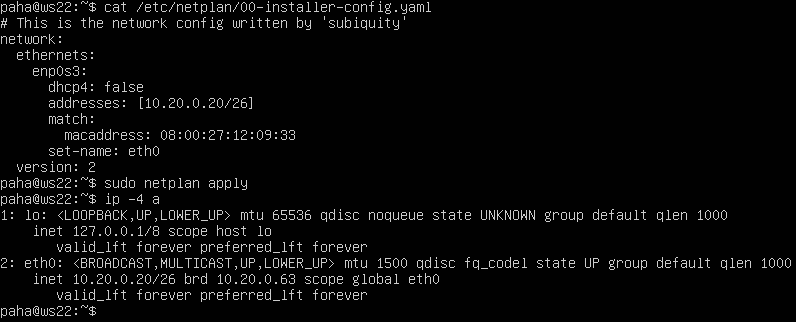 paha@ws22:~$ cat /etc/netplan/00-installer-config.yaml
# This is the network config written by 'subiquity'
network:
  ethernets:
    enp0s3:
      dhcp4: false
      addresses: [10.20.0.20/26]
      match:
        macaddress: 08:00:27:12:09:33
      set-name: eth0
  version: 2
paha@ws22:~$ sudo netplan apply
paha@ws22:~$ ip -4 a
1: lo: <LOOPBACK,UP,LOWER_UP> mtu 65536 qdisc noqueue state UNKNOWN group default qlen 1000
    inet 127.0.0.1/8 scope host lo
       valid_lft forever preferred_lft forever
2: eth0: <BROADCAST,MULTICAST,UP,LOWER_UP> mtu 1500 qdisc fq_codel state UP group default qlen 1000
    inet 10.20.0.20/26 brd 10.20.0.63 scope global eth0
       valid_lft forever preferred_lft forever
paha@ws22:~$